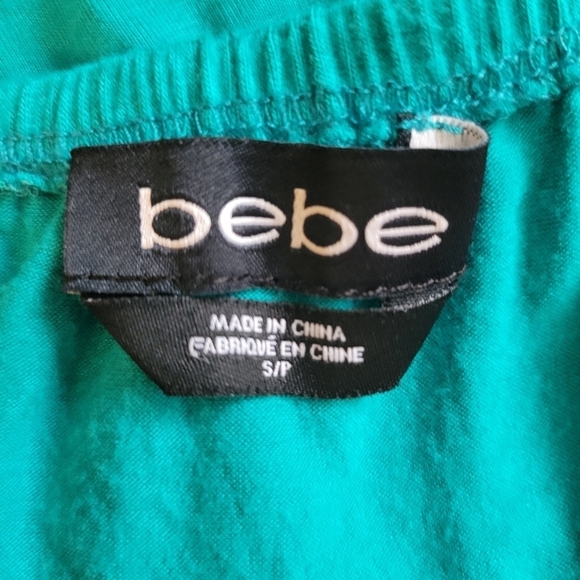 bebe
MADE IN CHINA
FABRIQUÉ EN CHINE
S/P